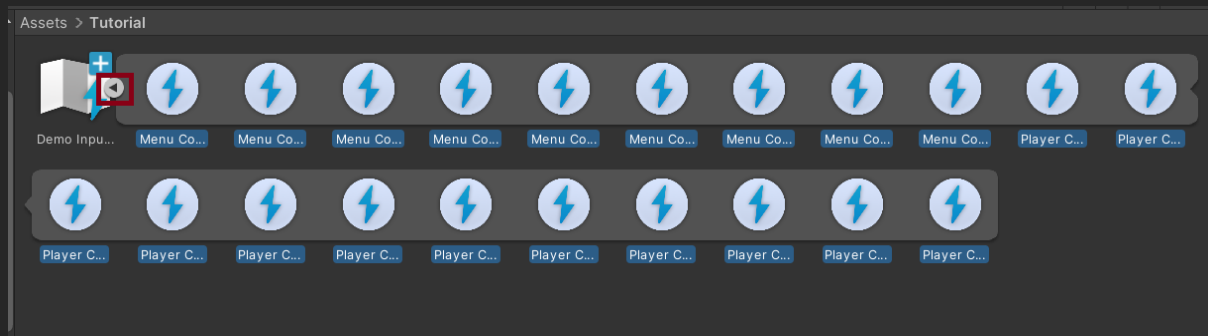 Assets > Tutorial
Demo Inpu... Menu Co... Menu Co... Menu Co... Menu Co... Menu Co... Menu Co... Menu Co... Menu Co... Menu Co... Player C... Player C...
Player C... Player C... Player C... Player C... Player C... Player C... Player C... Player C... Player C... Player C...